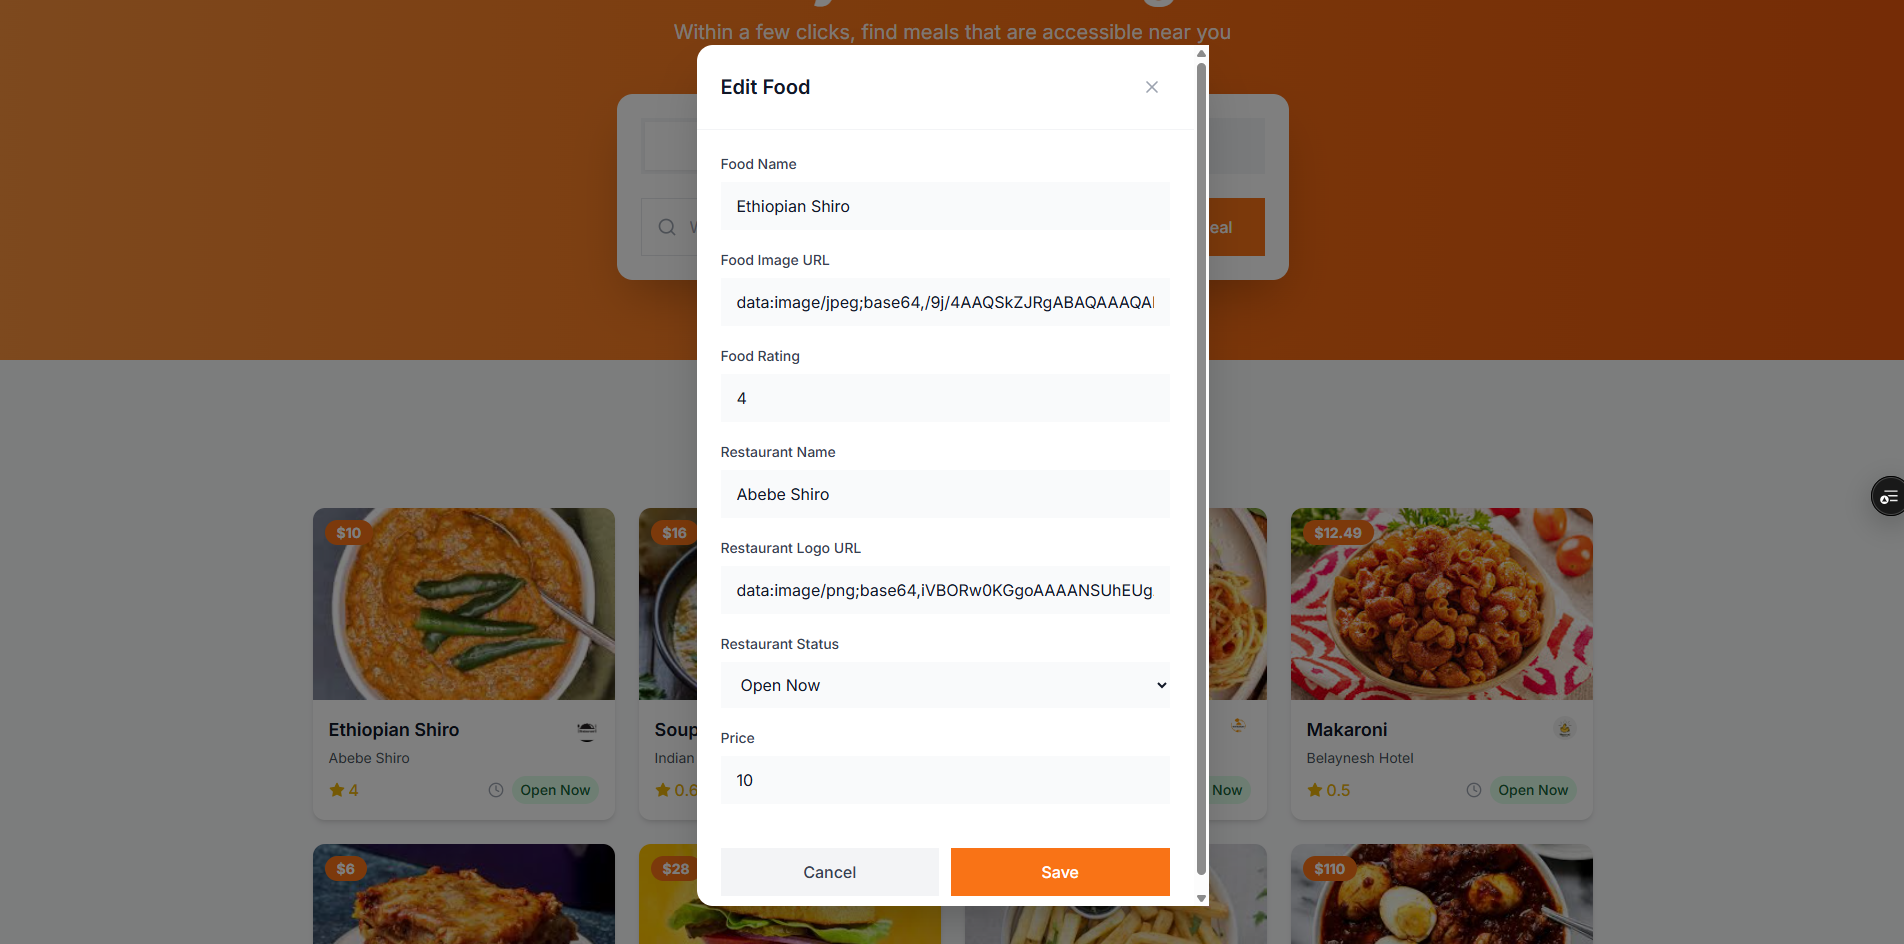 Within a few clicks, find meals that are accessible near you
Edit Food
Food Name
Ethiopian Shiro
Food Image URL
data:image/jpeg;base64,/9j/4AAQSkZJRgABAQAAAQA
Food Rating
4
Restaurant Name
Abebe Shiro
Restaurant Logo URL
data:image/png;base64,iVBORw0KGgoAAAANSUhEUg
Restaurant Status
Open Now
Price
10
Cancel
Save
eal
$10
$16
$12.49
Ethiopian Shiro
Soup
Makaroni
Abebe Shiro
Indian
Belaynesh Hotel
4
Open Now
0.6
Now
0.5
Open Now
$6
$28
$110